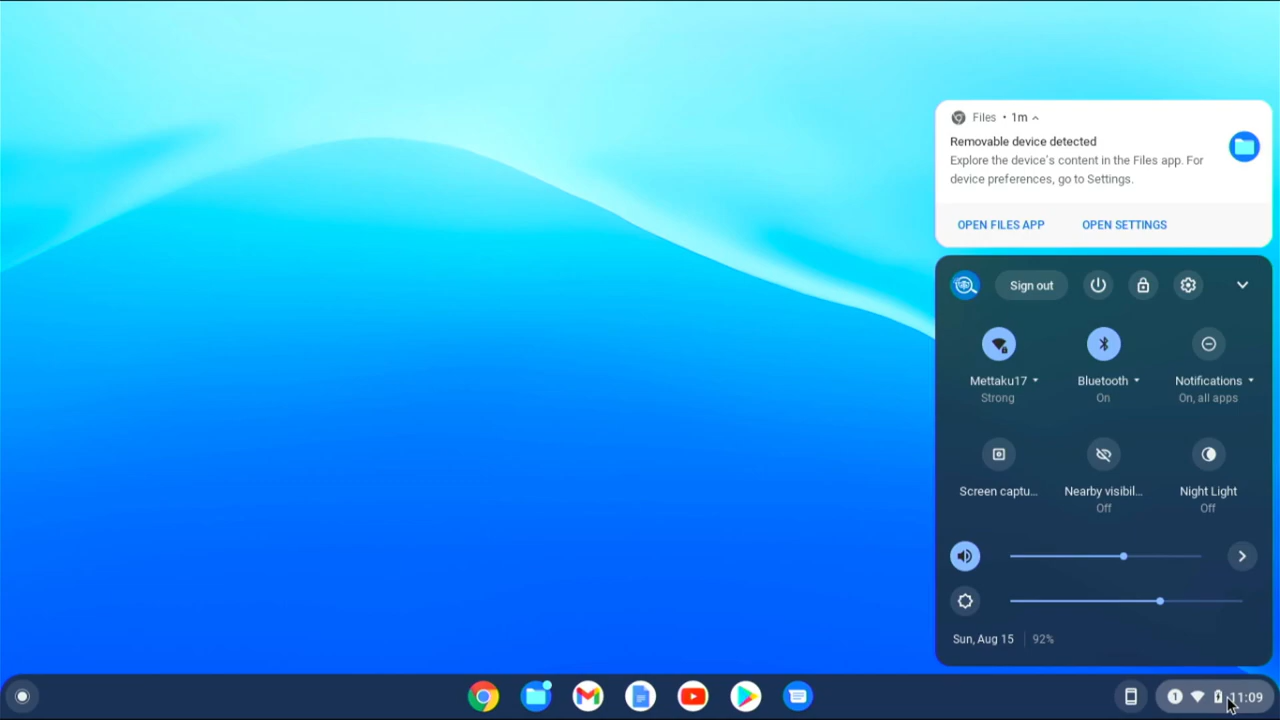 Files • 1m
Removable device detected
Explore the device's content in the Files app. For
device preferences, go to Settings.
OPEN FILES APP OPEN SETTINGS
Sign out
Mettaku17 Bluetooth Notifications
Strong On On, all apps
Screen captu... Nearby visibil... Night Light
Off Off
Sun, Aug 15 92%
1 11:09